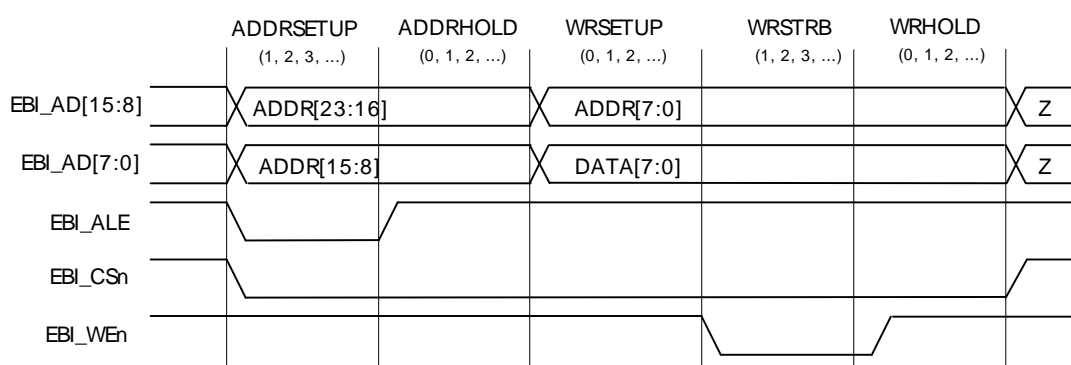 ADDRSETUP ADDRHOLD WRSETUP WRSTRB WRHOLD
(1, 2, 3, ...) (0, 1, 2, ...) (0, 1, 2, ...) (1, 2, 3, ...) (0, 1, 2, ...)
EBI_AD[15:8] ADDR[23:16] ADDR[7:0] Z
EBI_AD[7:0] ADDR[15:8] DATA[7:0] Z
EBI_ALE
EBI_CSn
EBI_WEn